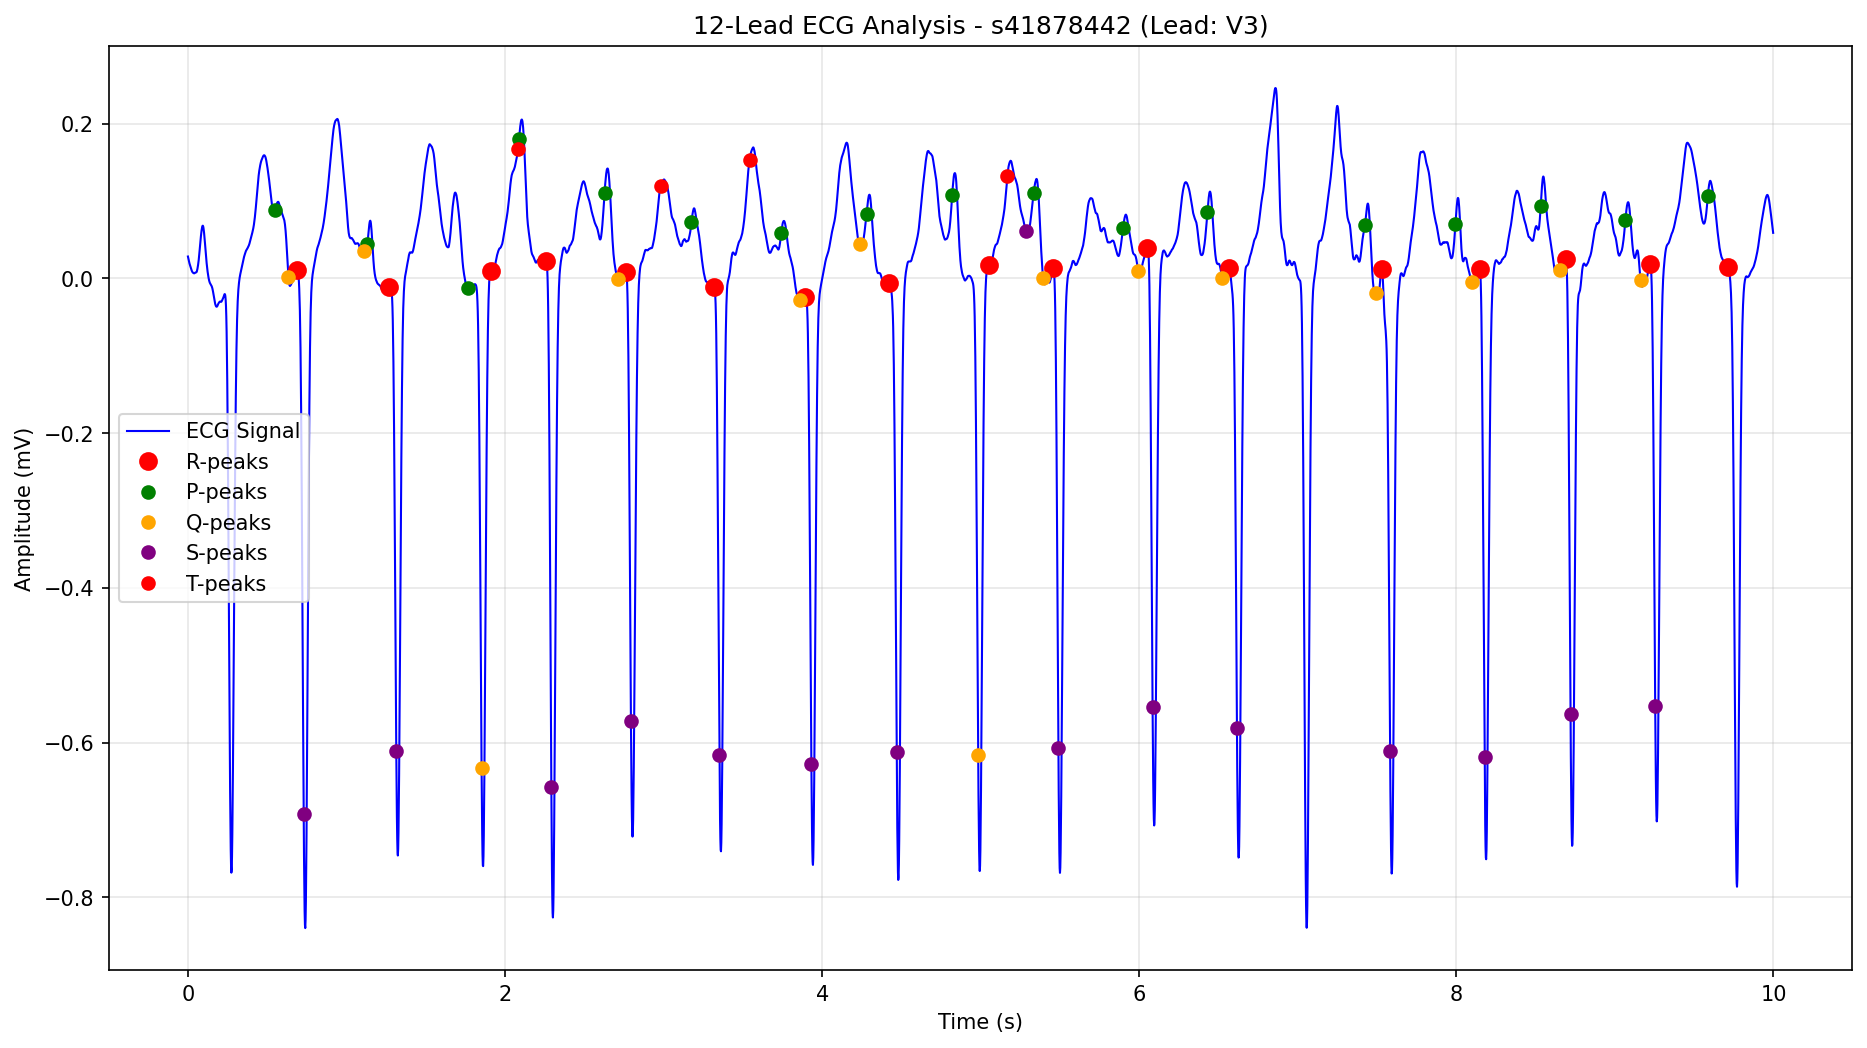 12-Lead ECG Analysis - s41878442 (Lead: V3)
Amplitude (mV)
0.2
0.0
−0.2
−0.4
−0.6
−0.8
ECG Signal
R-peaks
P-peaks
Q-peaks
S-peaks
T-peaks
0 2 4 6 8 10
Time (s)